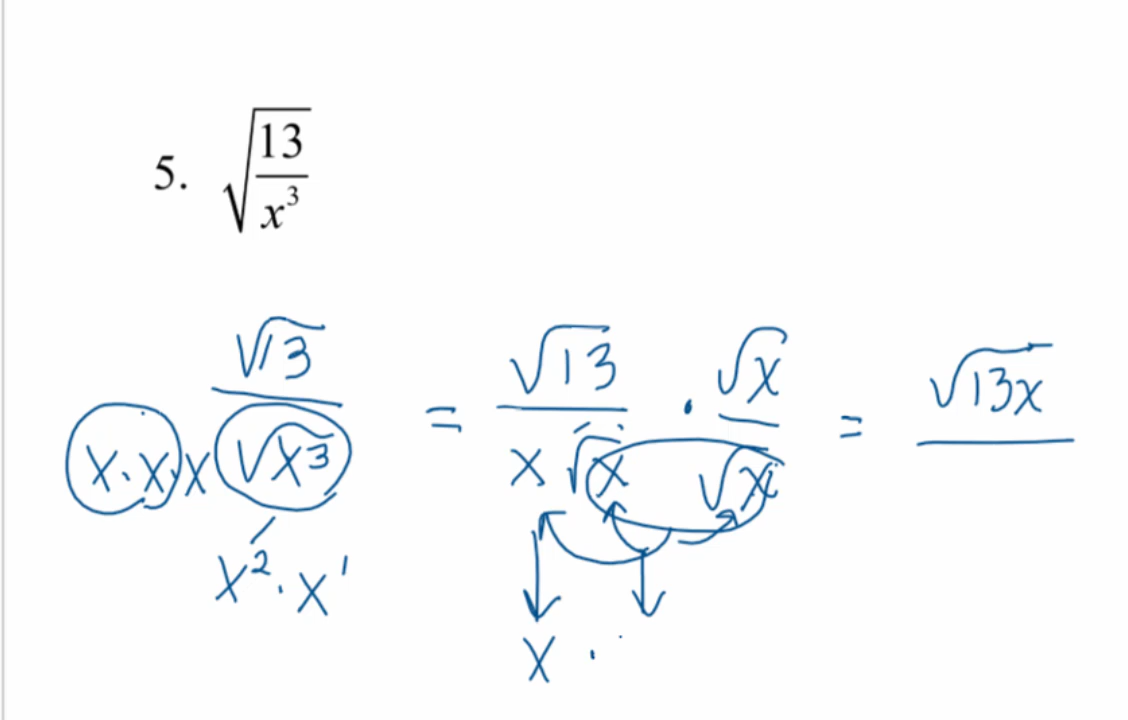 5. √(13/x³)
√13/√x³ = √13/(x√x) · √x/√x = √13x
x·x·x
x²·x¹
x ·